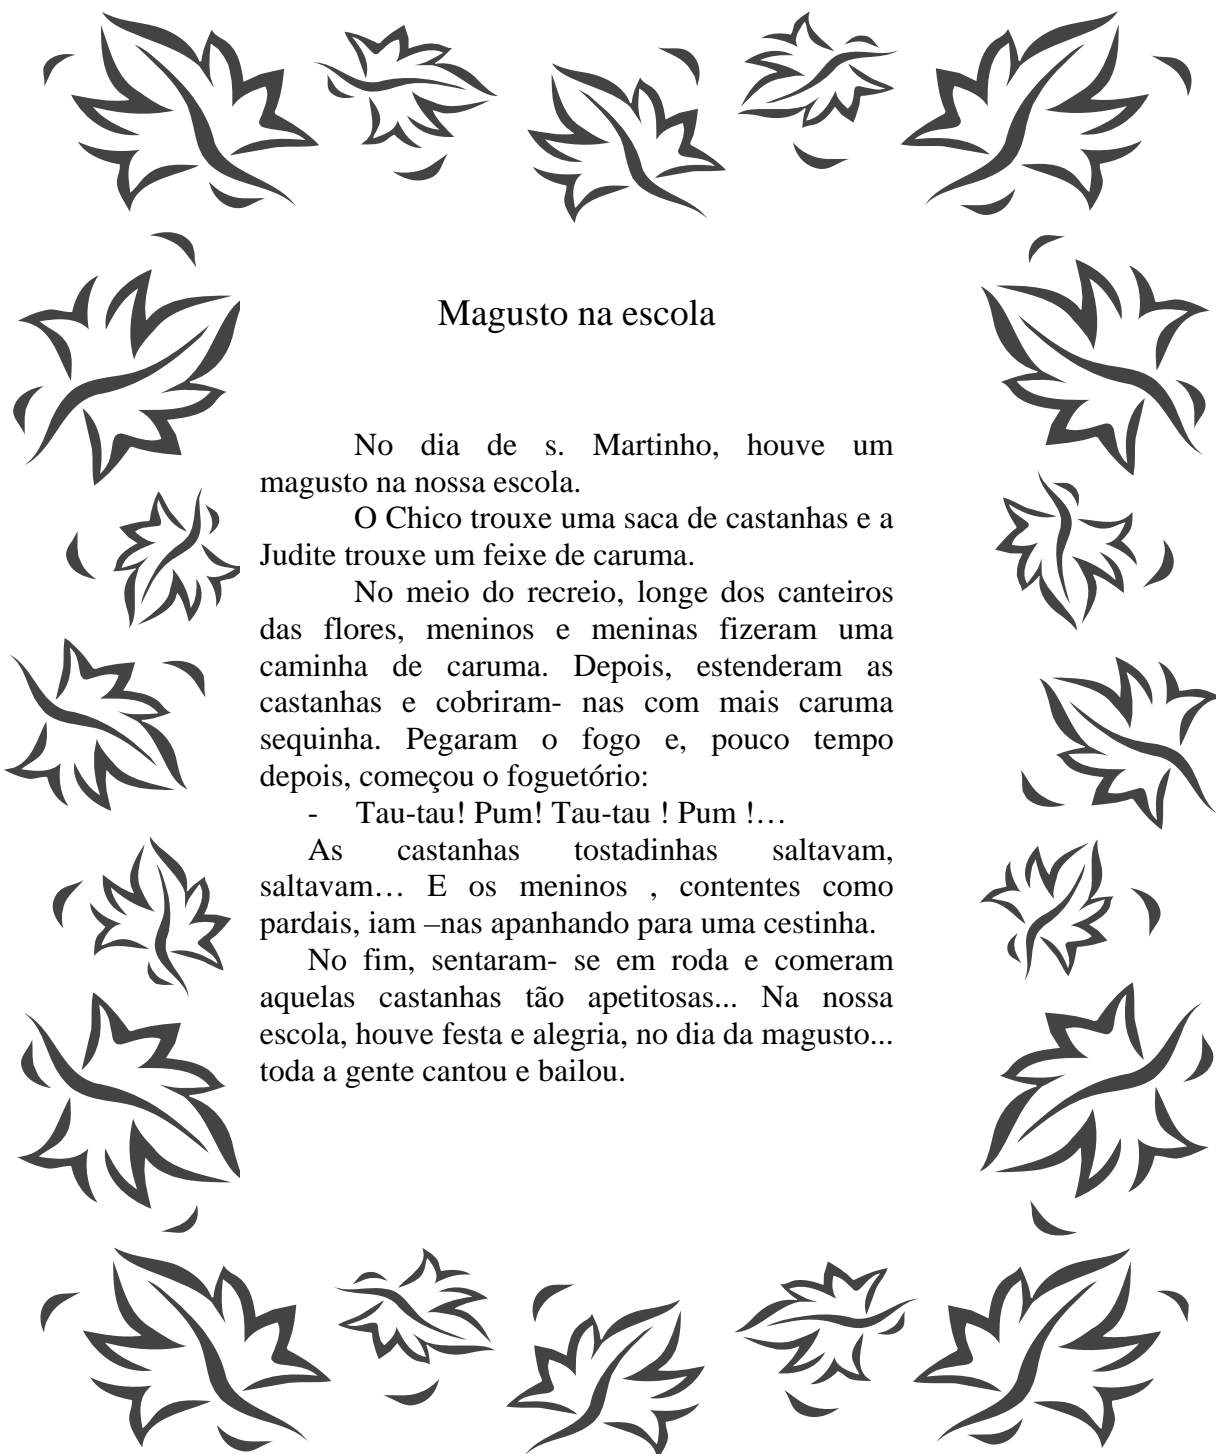 Magusto na escola
No dia de s. Martinho, houve um
magusto na nossa escola.
O Chico trouxe uma saca de castanhas e a
Judite trouxe um feixe de caruma.
No meio do recreio, longe dos canteiros
das flores, meninos e meninas fizeram uma
caminha de caruma. Depois, estenderam as
castanhas e cobriram- nas com mais caruma
sequinha. Pegaram o fogo e, pouco tempo
depois, começou o foguetório:
- Tau-tau! Pum! Tau-tau ! Pum !…
As castanhas tostadinhas saltavam,
saltavam… E os meninos , contentes como
pardais, iam –nas apanhando para uma cestinha.
No fim, sentaram- se em roda e comeram
aquelas castanhas tão apetitosas... Na nossa
escola, houve festa e alegria, no dia da magusto...
toda a gente cantou e bailou.